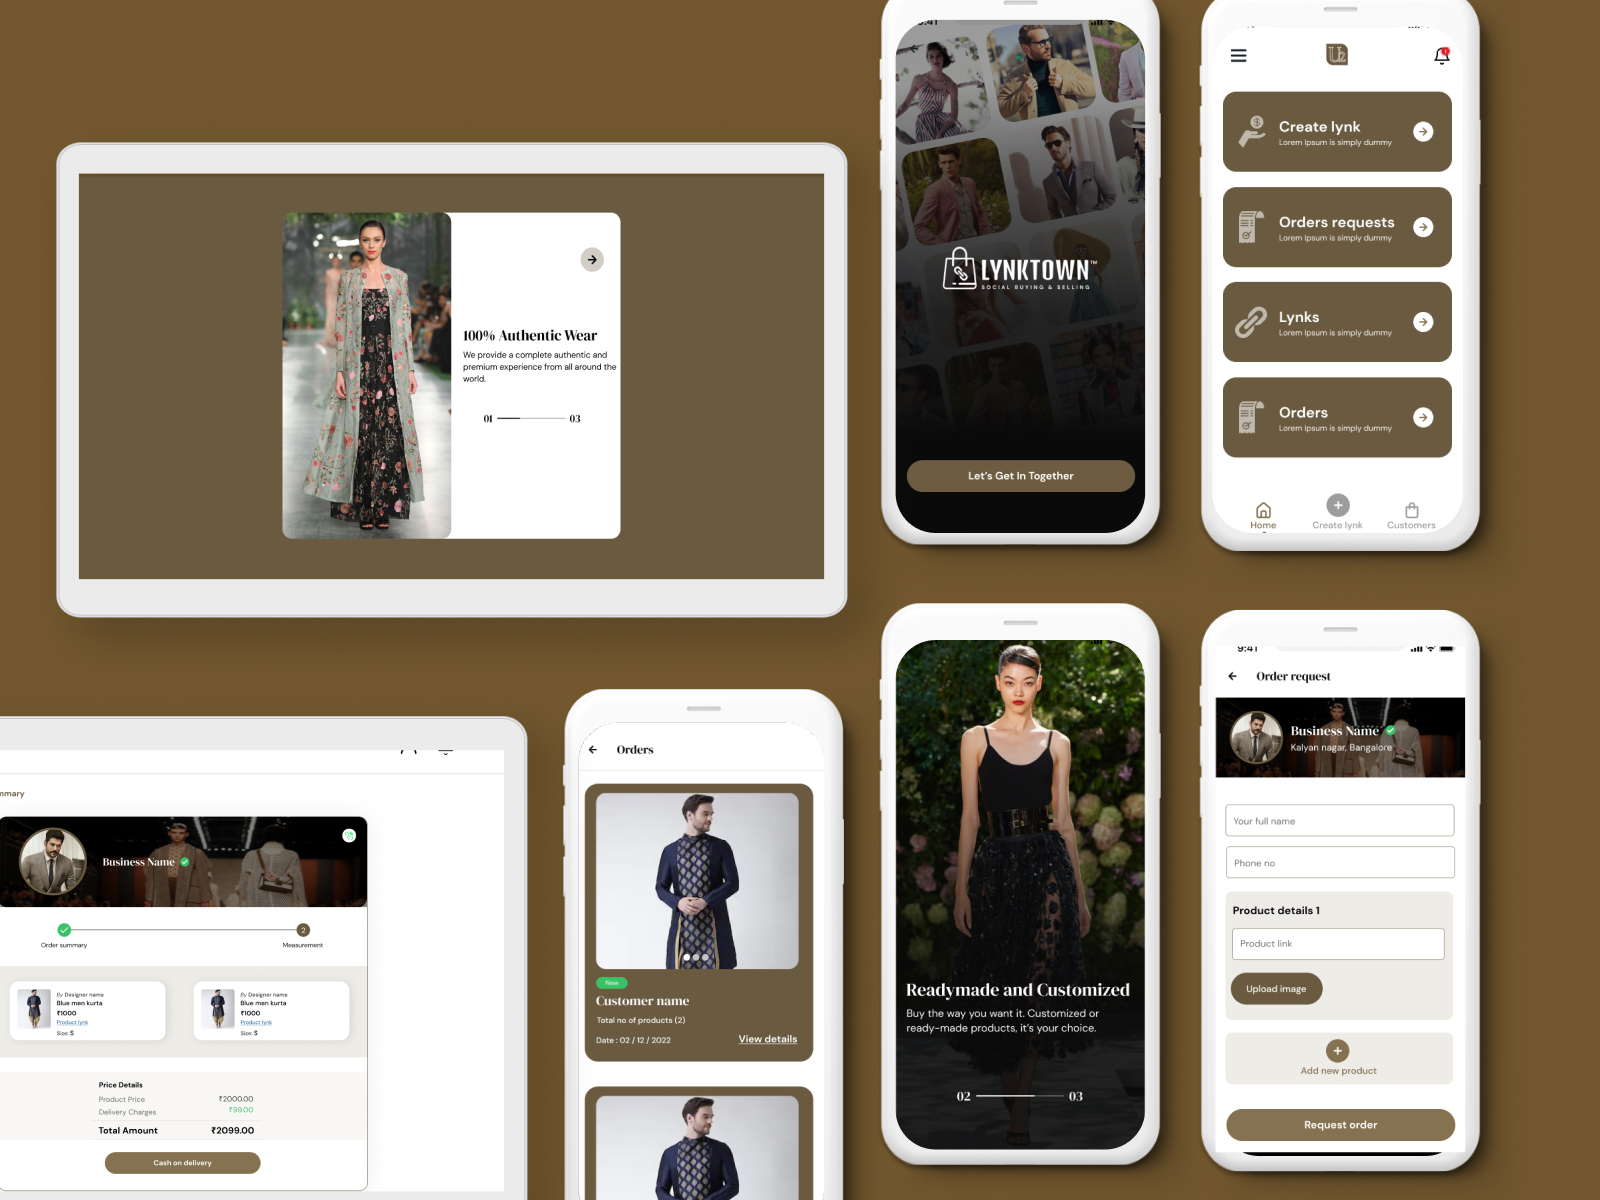 100% Authentic Wear
We provide a complete authentic and
premium experience from all around the
world.
01
03
9:41
LYNKTOWN™
SOCIAL BUYING & SELLING
Let's Get In Together
1
Create lynk
Lorem Ipsum is simply dummy
Orders requests
Lorem Ipsum is simply dummy
Lynks
Lorem Ipsum is simply dummy
Orders
Lorem Ipsum is simply dummy
Home
Create lynk
Customers
Business Name
2
Order summary
Measurement
By Designer name
Blue men kurta
₹1000
Product lynk
Size: S
By Designer name
Blue men kurta
₹1000
Product lynk
Size: S
Price Details
Product Price
₹2000.00
Delivery Charges
₹99.00
Total Amount
₹2099.00
Cash on delivery
Orders
New
Customer name
Total no of products (2)
Date : 02 / 12 / 2022
View details
Readymade and Customized
Buy the way you want it. Customized or
ready-made products, it's your choice.
02
03
9:41
Order request
Business Name
Kalyan nagar, Bangalore
Your full name
Phone no
Product details 1
Product link
Upload image
Add new product
Request order